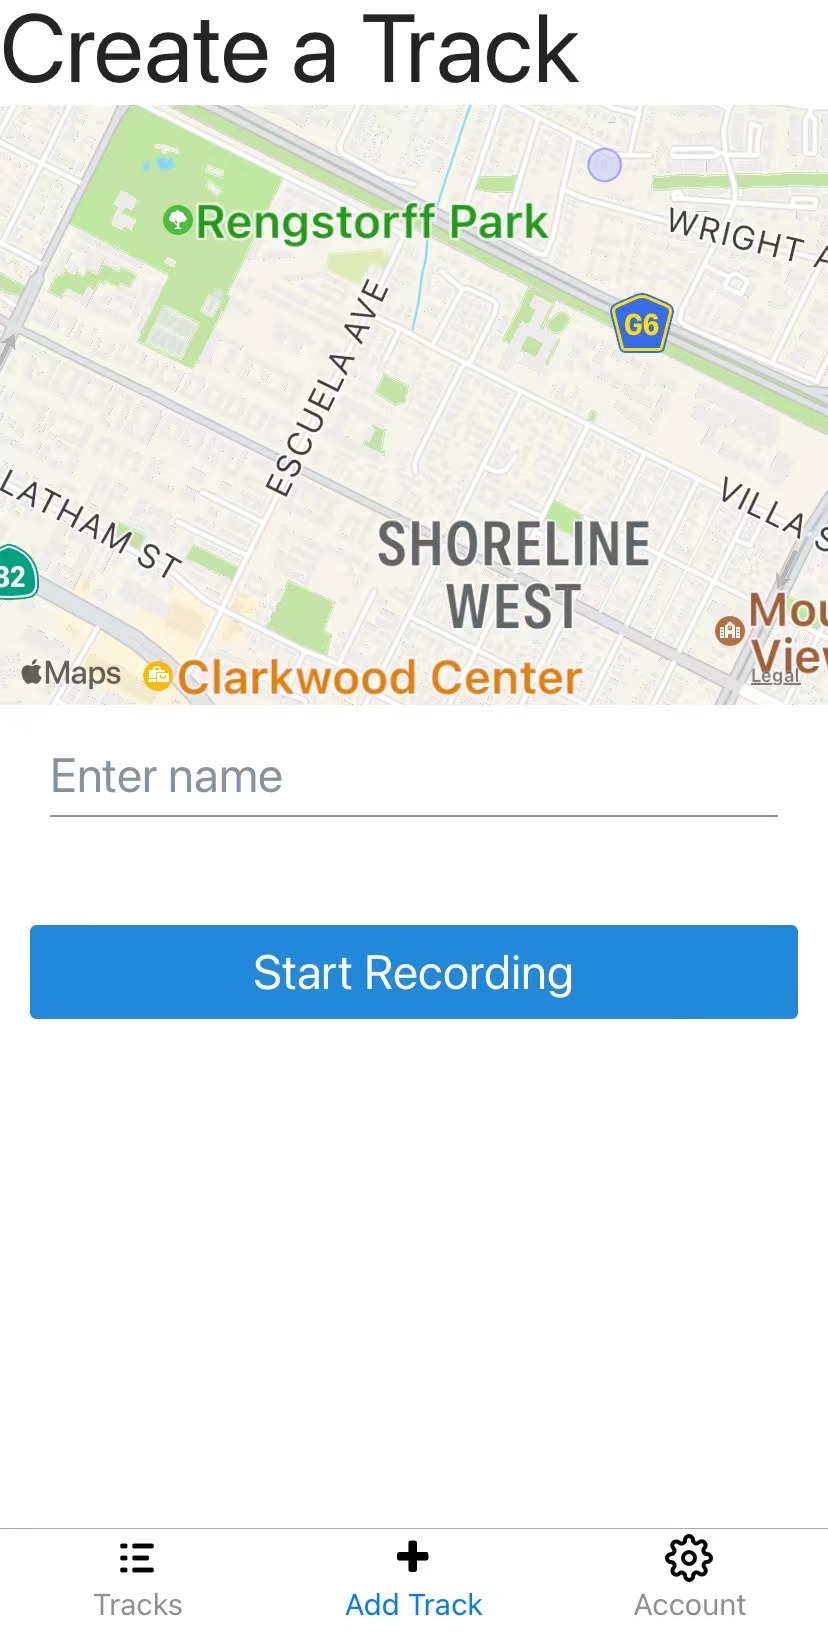 Create a Track
Rengstorff Park
WRIGHT A
G6
ESCUELA AVE
LATHAM ST
VILLA S
SHORELINE
WEST
82
Mou
View
Maps
Clarkwood Center
Legal
Enter name
Start Recording
Tracks
Add Track
Account